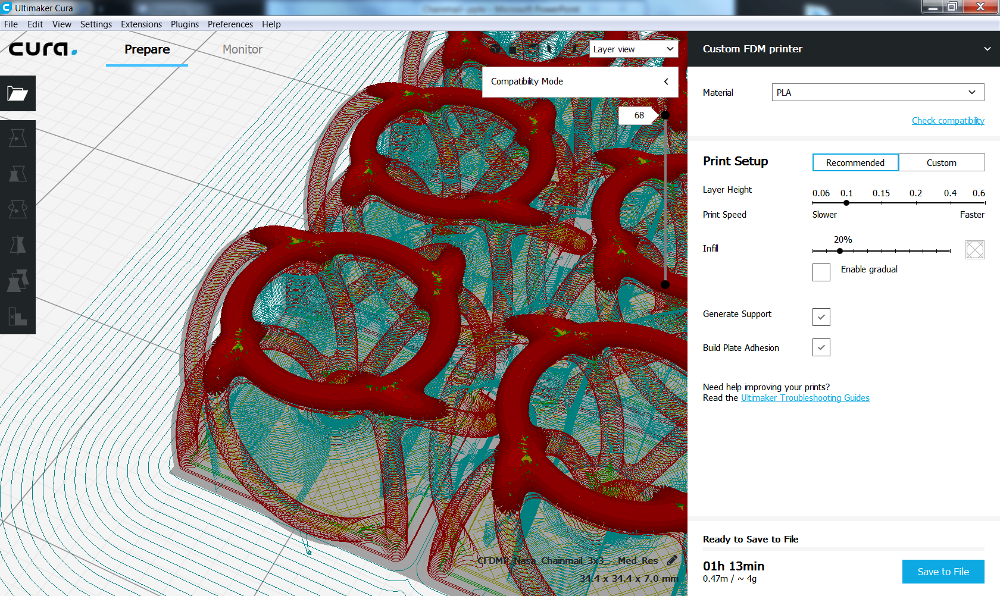 Ultimaker Cura
Chainmail .pptx - Microsoft PowerPoint
File Edit View Settings Extensions Plugins Preferences Help
cura.
Prepare Monitor
Layer view
Compatibility Mode
68
Custom FDM printer
Material PLA
Check compatibility
Print Setup Recommended Custom
Layer Height 0.06 0.1 0.15 0.2 0.4 0.6
Print Speed Slower Faster
20%
Infill
Enable gradual
Generate Support
Build Plate Adhesion
Need help improving your prints?
Read the Ultimaker Troubleshooting Guides
CFDMP_Nasa_Chainmail_3x3_-_Med_Res
34.4 x 34.4 x 7.0 mm
Ready to Save to File
01h 13min
0.47m / ~ 4g
Save to File